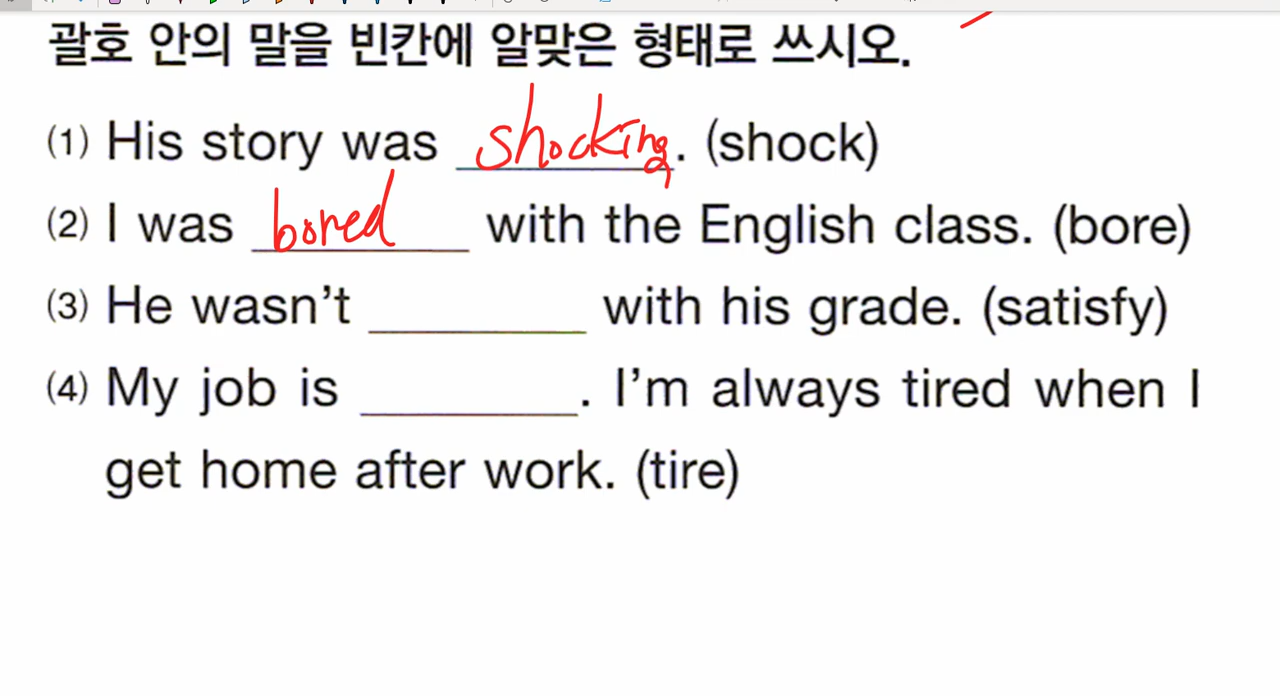 괄호 안의 말을 빈칸에 알맞은 형태로 쓰시오.
(1) His story was shocking. (shock)
(2) I was bored with the English class. (bore)
(3) He wasn't ________ with his grade. (satisfy)
(4) My job is ________. I'm always tired when I
get home after work. (tire)